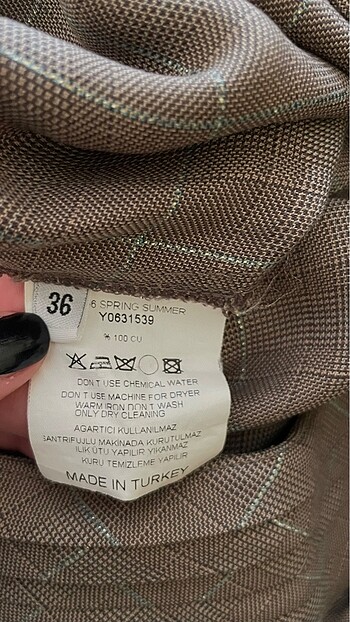 36
6 SPRING SUMMER
Y0631539
% 100 CU
DON T USE CHEMICAL WATER
DON T USE MACHINE FOR DRYER
WARM IRON DON T WASH
ONLY DRY CLEANING
AGARTICI KULLANILMAZ
SANTRIFUJLU MAKINADA KURUTULMAZ
ILIK ÜTÜ YAPILIR YIKANMAZ
KURU TEMIZLEME YAPILIR
MADE IN TURKEY